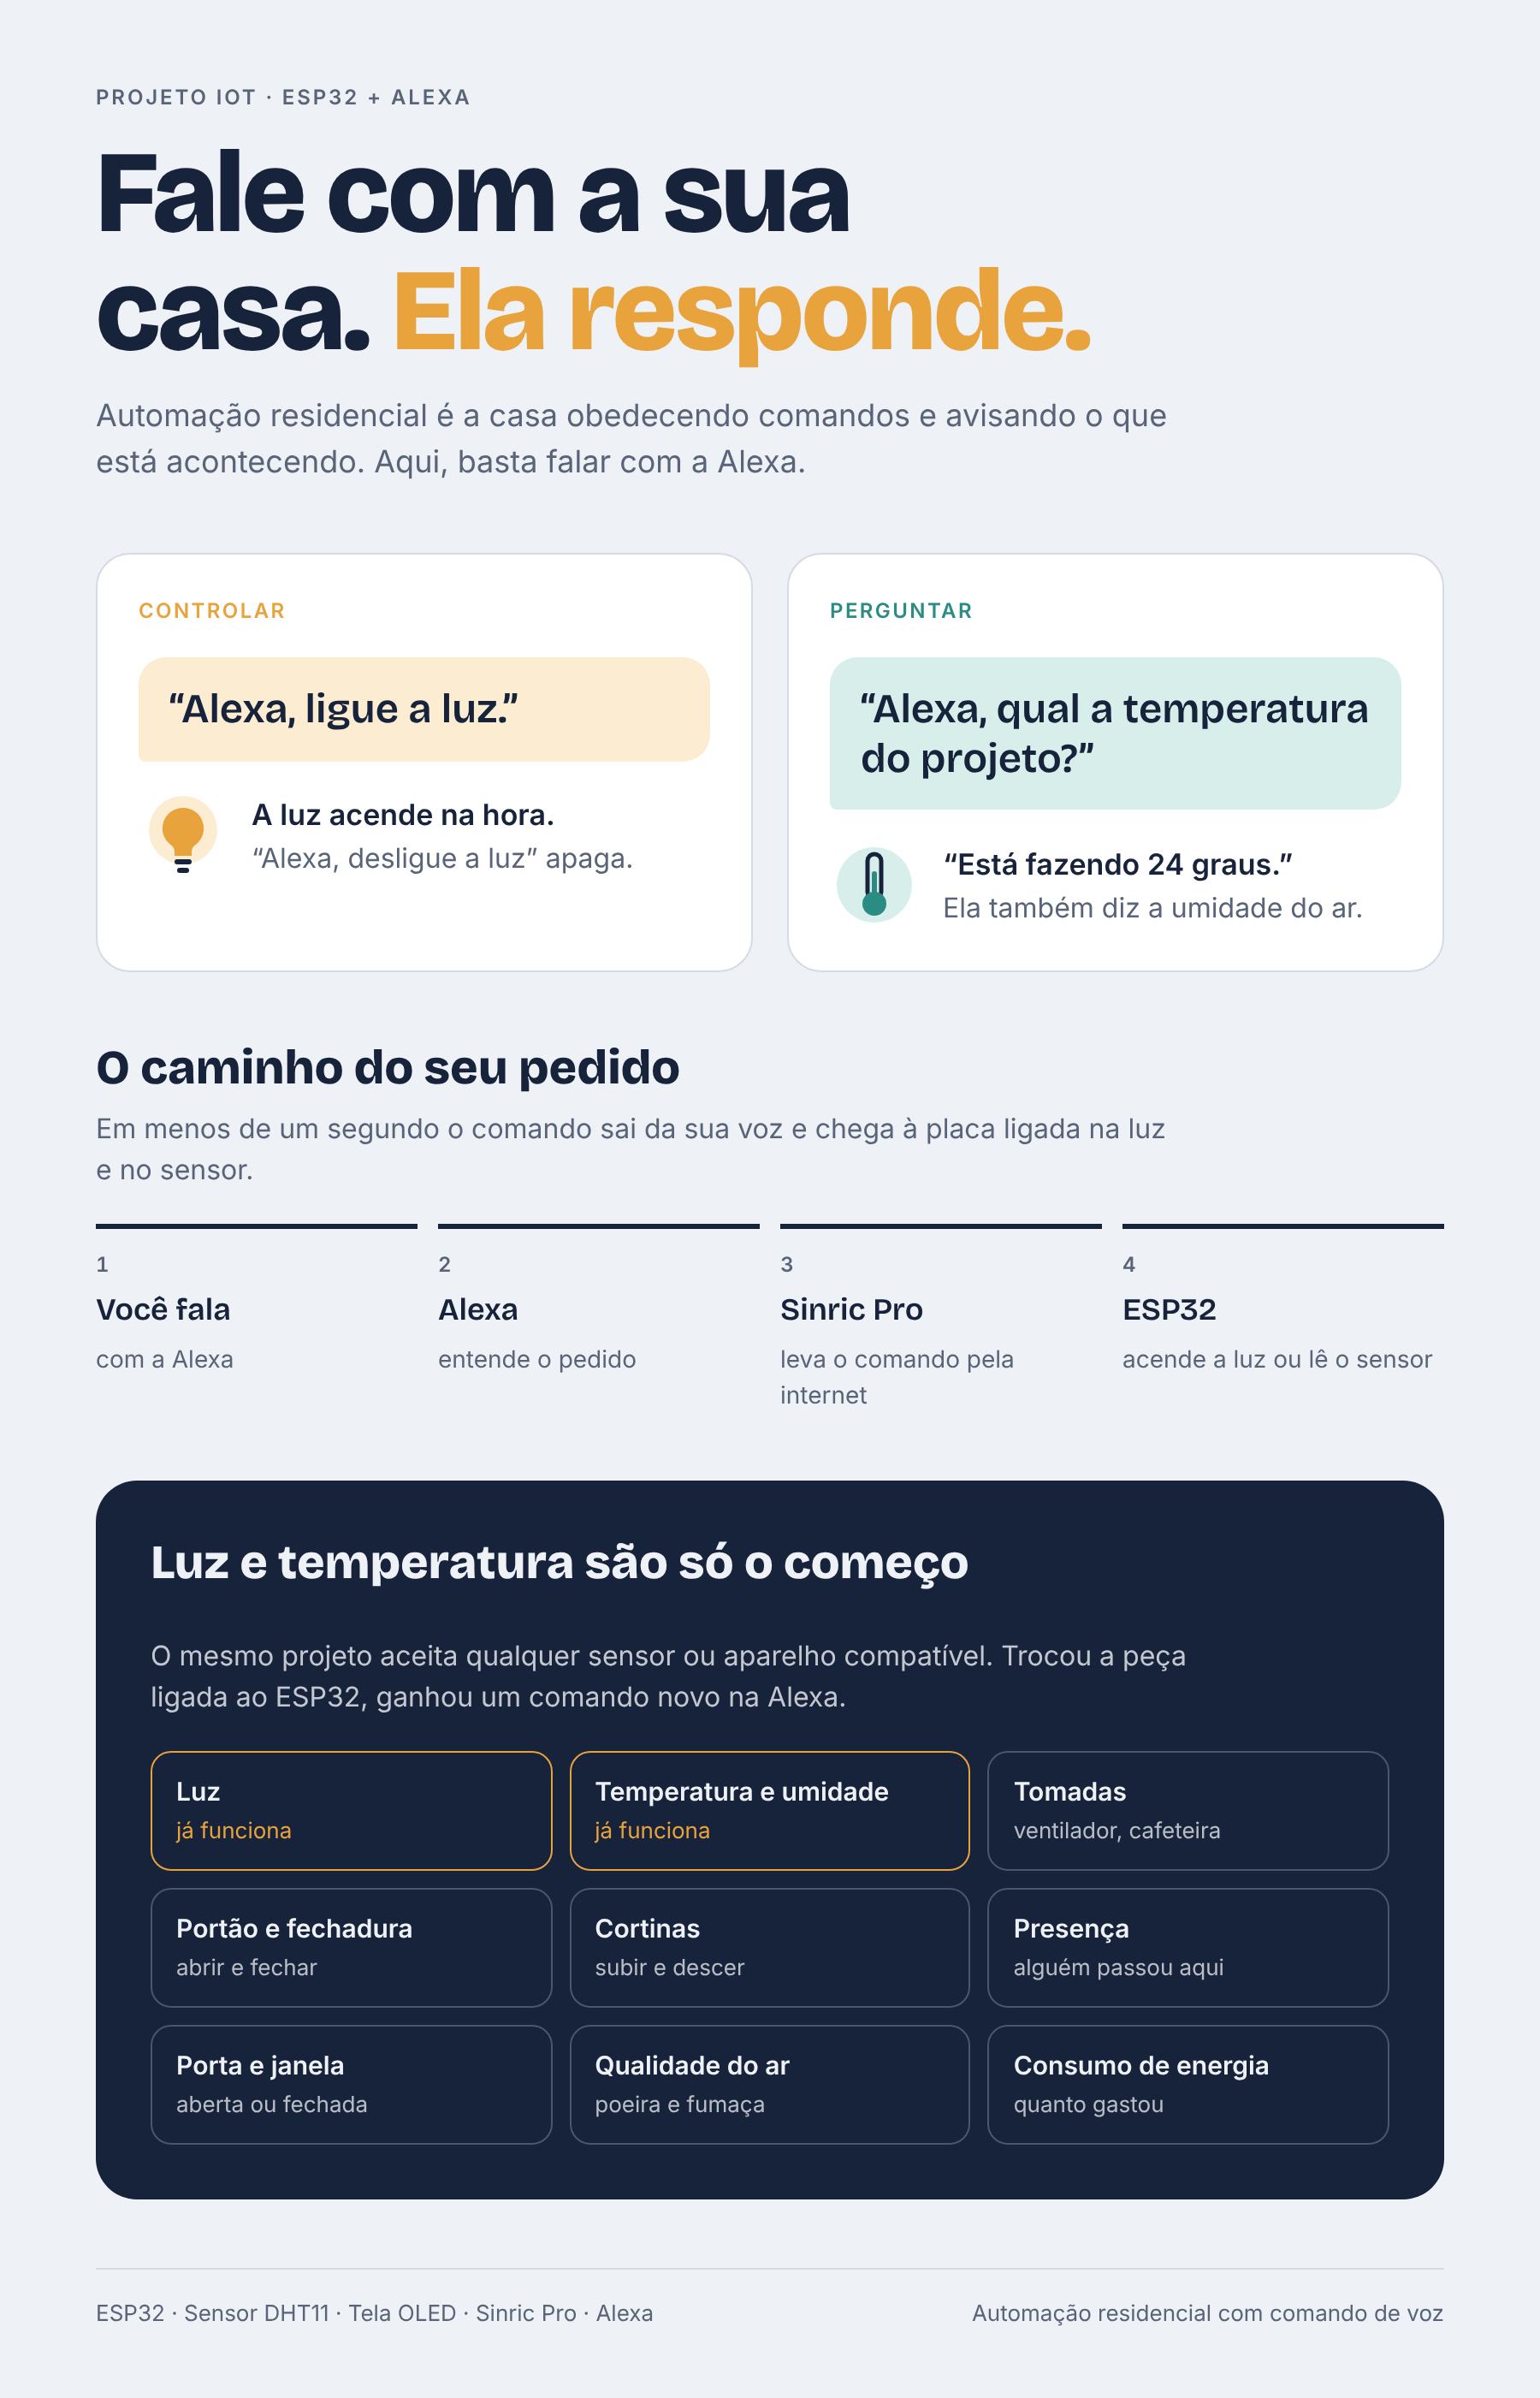 PROJETO IOT · ESP32 + ALEXA
Fale com a sua
casa. Ela responde.
Automação residencial é a casa obedecendo comandos e avisando o que
está acontecendo. Aqui, basta falar com a Alexa.
CONTROLAR
“Alexa, ligue a luz.”
A luz acende na hora.
“Alexa, desligue a luz” apaga.
PERGUNTAR
“Alexa, qual a temperatura
do projeto?”
“Está fazendo 24 graus.”
Ela também diz a umidade do ar.
O caminho do seu pedido
Em menos de um segundo o comando sai da sua voz e chega à placa ligada na luz
e no sensor.
1
Você fala
com a Alexa
2
Alexa
entende o pedido
3
Sinric Pro
leva o comando pela
internet
4
ESP32
acende a luz ou lê o sensor
Luz e temperatura são só o começo
O mesmo projeto aceita qualquer sensor ou aparelho compatível. Trocou a peça
ligada ao ESP32, ganhou um comando novo na Alexa.
Luz
já funciona
Temperatura e umidade
já funciona
Tomadas
ventilador, cafeteira
Portão e fechadura
abrir e fechar
Cortinas
subir e descer
Presença
alguém passou aqui
Porta e janela
aberta ou fechada
Qualidade do ar
poeira e fumaça
Consumo de energia
quanto gastou
ESP32 · Sensor DHT11 · Tela OLED · Sinric Pro · Alexa
Automação residencial com comando de voz